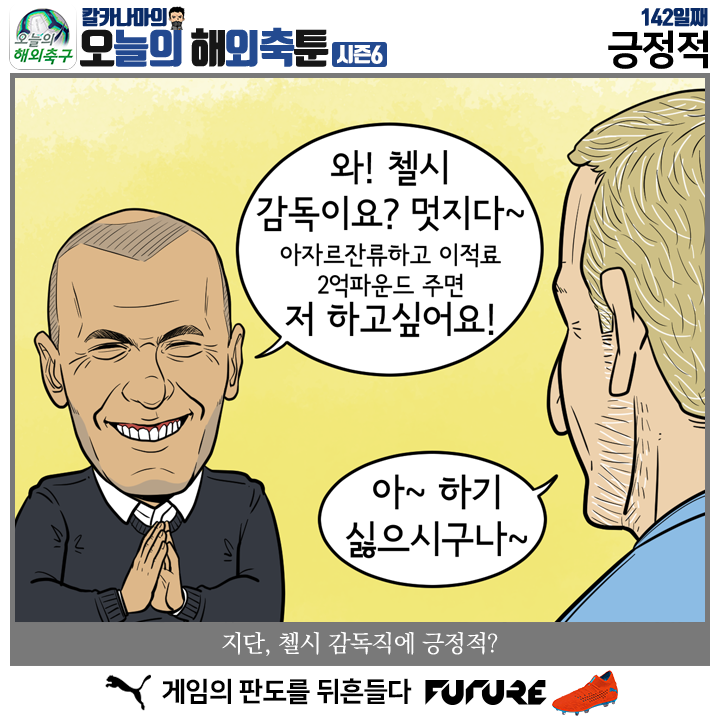 오늘의
해외축구
칼카나마의
오늘의 해외축툰
시즌6
142일째
긍정적
와! 첼시
감독이요? 멋지다~
아자르잔류하고 이적료
2억파운드 주면
저 하고싶어요!
아~ 하기
싫으시구나~
지단, 첼시 감독직에 긍정적?
게임의 판도를 뒤흔들다 FUTURE